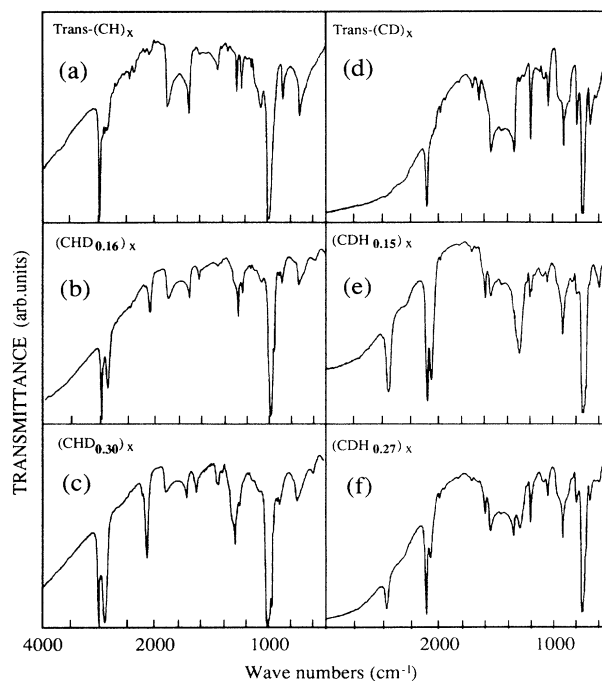 Trans-(CH)x
(a)
Trans-(CD)x
(d)
(CHD0.16)x
(b)
(CDH0.15)x
(e)
(CHD0.30)x
(c)
(CDH0.27)x
(f)
TRANSMITTANCE (arb.units)
4000 2000 1000 2000 1000
Wave numbers (cm-1)